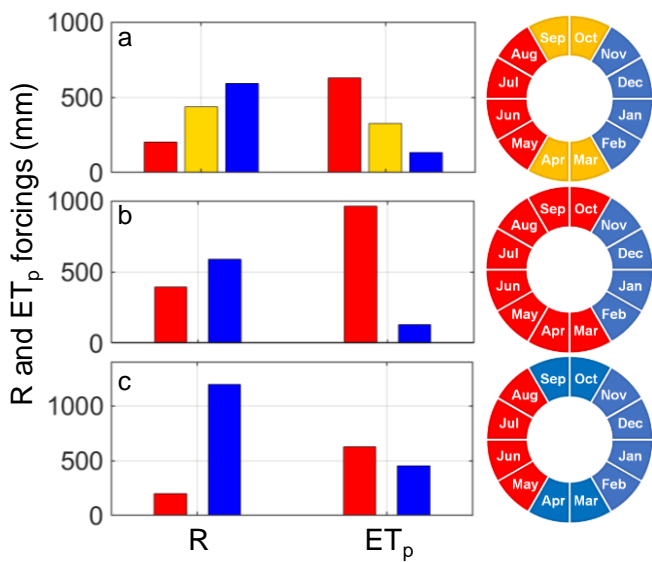 R and ETp forcings (mm)
a
1000
500
0
b
1000
500
0
c
1000
500
0
R
ETp
Sep Oct
Aug Nov
Jul Dec
Jun Jan
May Feb
Apr Mar
Sep Oct
Aug Nov
Jul Dec
Jun Jan
May Feb
Apr Mar
Sep Oct
Aug Nov
Jul Dec
Jun Jan
May Feb
Apr Mar